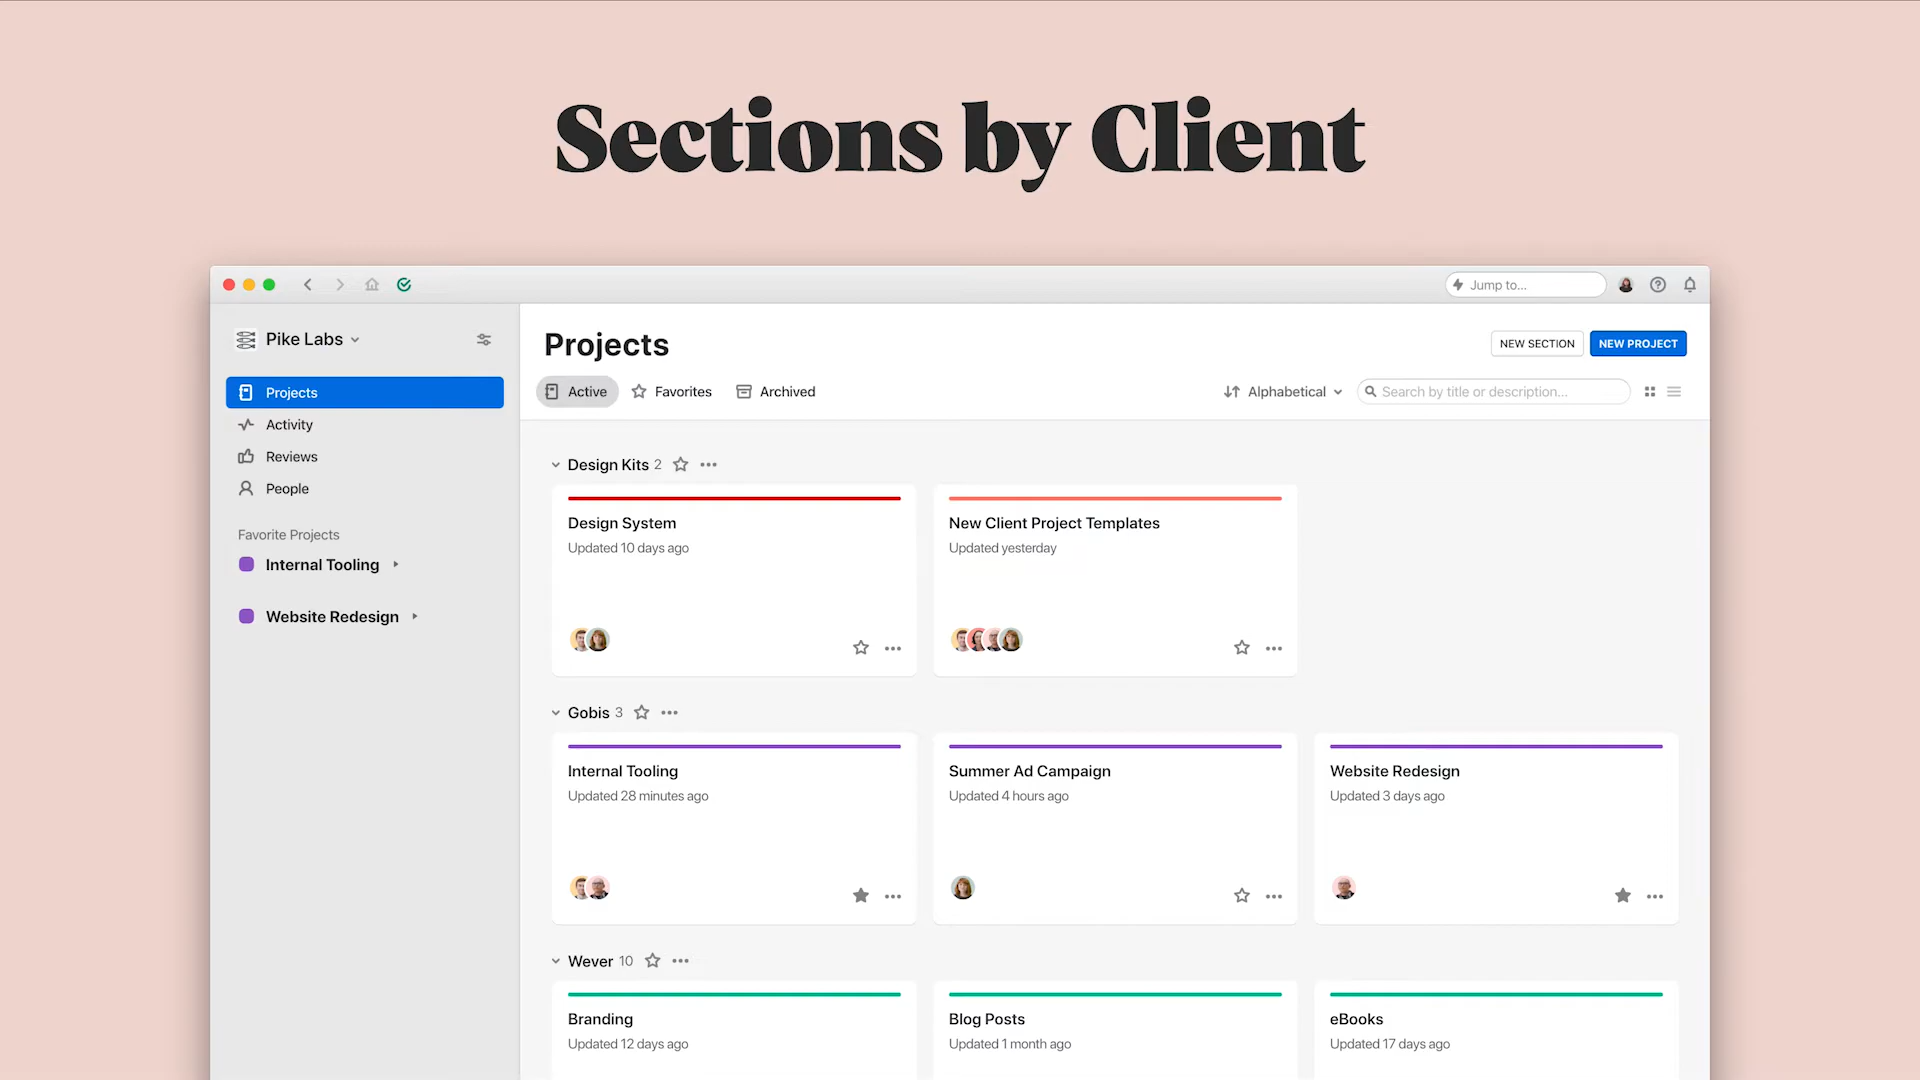 Sections by Client
Jump to...
Pike Labs
Projects
Activity
Reviews
People
Favorite Projects
Internal Tooling
Website Redesign
Projects
NEW SECTION
NEW PROJECT
Active
Favorites
Archived
Alphabetical
Search by title or description...
Design Kits 2
Design System
Updated 10 days ago
New Client Project Templates
Updated yesterday
Gobis 3
Internal Tooling
Updated 28 minutes ago
Summer Ad Campaign
Updated 4 hours ago
Website Redesign
Updated 3 days ago
Wever 10
Branding
Updated 12 days ago
Blog Posts
Updated 1 month ago
eBooks
Updated 17 days ago